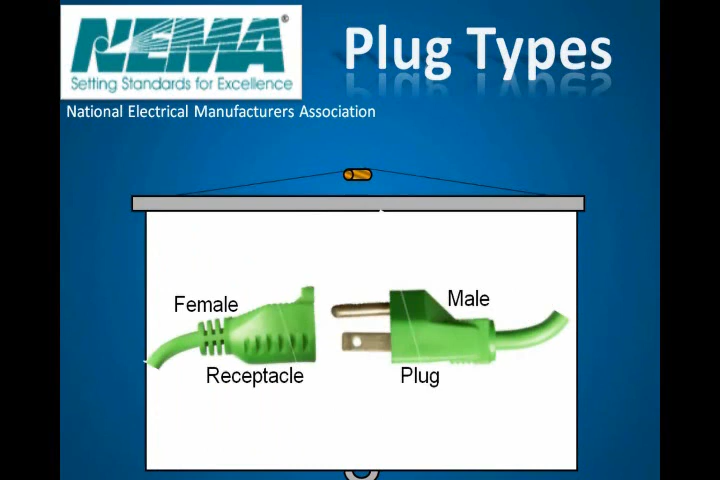 NEMA®
Setting Standards for Excellence
National Electrical Manufacturers Association
Plug Types
Female
Male
Receptacle
Plug